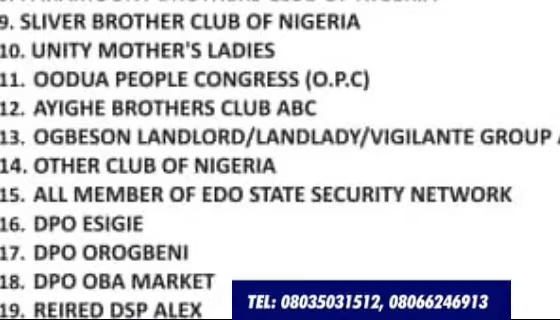 9. SLIVER BROTHER CLUB OF NIGERIA
10. UNITY MOTHER'S LADIES
11. OODUA PEOPLE CONGRESS (O.P.C)
12. AYIGHE BROTHERS CLUB ABC
13. OGBESON LANDLORD/LANDLADY/VIGILANTE GROUP
14. OTHER CLUB OF NIGERIA
15. ALL MEMBER OF EDO STATE SECURITY NETWORK
16. DPO ESIGIE
17. DPO OROGBENI
18. DPO OBA MARKET
19. REIRED DSP ALEX
TEL: 08035031512, 08066246913